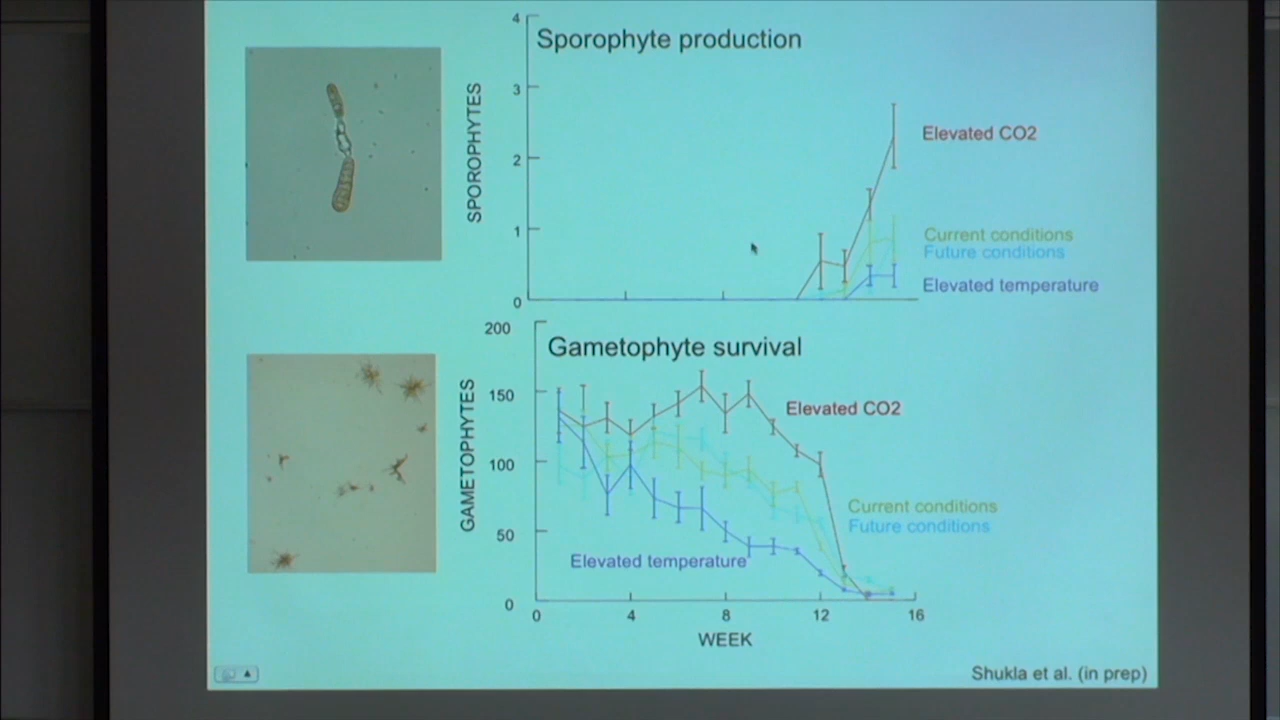 Sporophyte production
SPOROPHYTES
4
3
2
1
0
Elevated CO2
Current conditions
Future conditions
Elevated temperature
Gametophyte survival
GAMETOPHYTES
200
150
100
50
0
Elevated CO2
Current conditions
Future conditions
Elevated temperature
0 4 8 12 16
WEEK
Shukla et al. (in prep)